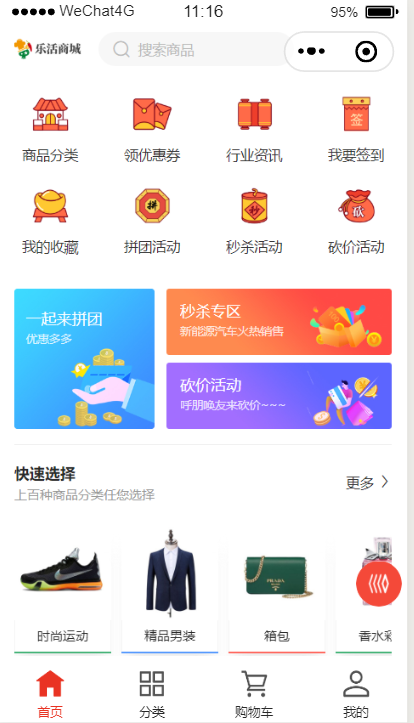 WeChat4G
11:16
95%
乐活商城
搜索商品
商品分类
领优惠券
行业资讯
签
我要签到
我的收藏
拼
拼团活动
秒
秒杀活动
砍
砍价活动
一起来拼团
优惠多多
秒杀专区
新能源汽车火热销售
砍价活动
呼朋唤友来砍价~~~
快速选择
上百种商品分类任您选择
更多
PRADA
时尚运动
精品男装
箱包
香水彩
首页
分类
购物车
我的